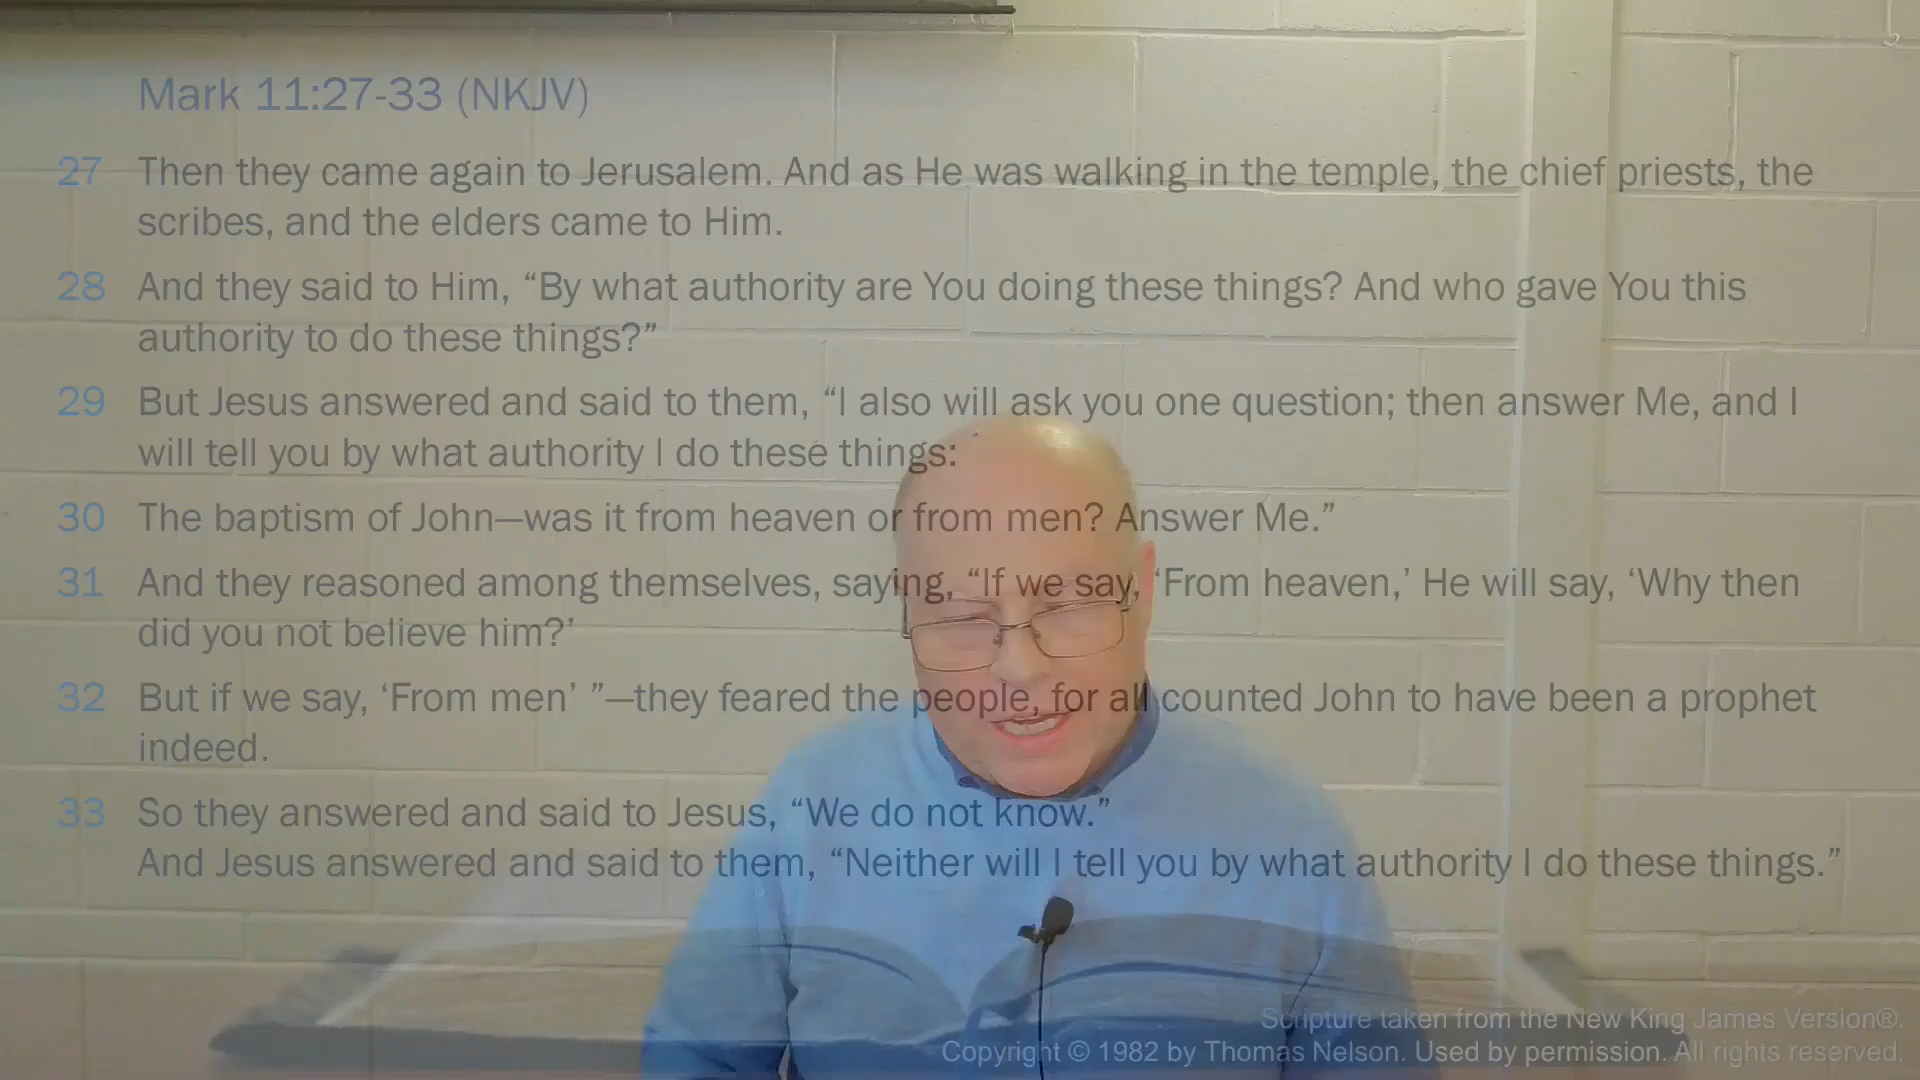 Mark 11:27-33 (NKJV)
27 Then they came again to Jerusalem. And as He was walking in the temple, the chief priests, the
scribes, and the elders came to Him.
28 And they said to Him, “By what authority are You doing these things? And who gave You this
authority to do these things?”
29 But Jesus answered and said to them, “I also will ask you one question; then answer Me, and I
will tell you by what authority I do these things:
30 The baptism of John—was it from heaven or from men? Answer Me.”
31 And they reasoned among themselves, saying, “If we say, ‘From heaven,’ He will say, ‘Why then
did you not believe him?’
32 But if we say, ‘From men’ ”—they feared the people, for all counted John to have been a prophet
indeed.
33 So they answered and said to Jesus, “We do not know.”
And Jesus answered and said to them, “Neither will I tell you by what authority I do these things.”
Scripture taken from the New King James Version®.
Copyright © 1982 by Thomas Nelson. Used by permission. All rights reserved.